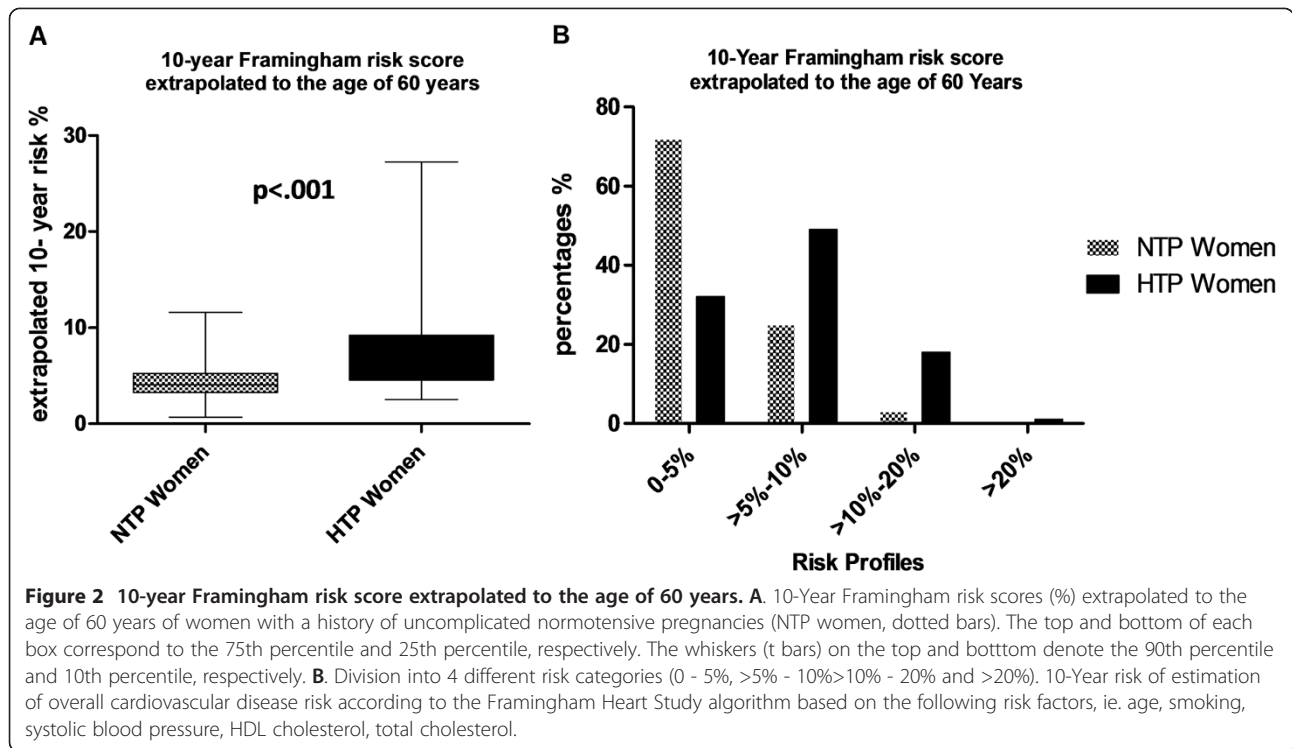 A
10-year Framingham risk score
extrapolated to the age of 60 years
extrapolated 10- year risk %
30
20
10
0
p<.001
NTP Women
HTP Women
B
10-Year Framingham risk score
extrapolated to the age of 60 Years
percentages %
80
60
40
20
0
0-5%
>5%-10%
>10%-20%
>20%
Risk Profiles
NTP Women
HTP Women
Figure 2 10-year Framingham risk score extrapolated to the age of 60 years. A. 10-Year Framingham risk scores (%) extrapolated to the
age of 60 years of women with a history of uncomplicated normotensive pregnancies (NTP women, dotted bars). The top and bottom of each
box correspond to the 75th percentile and 25th percentile, respectively. The whiskers (t bars) on the top and botttom denote the 90th percentile
and 10th percentile, respectively. B. Division into 4 different risk categories (0 - 5%, >5% - 10%>10% - 20% and >20%). 10-Year risk of estimation
of overall cardiovascular disease risk according to the Framingham Heart Study algorithm based on the following risk factors, ie. age, smoking,
systolic blood pressure, HDL cholesterol, total cholesterol.